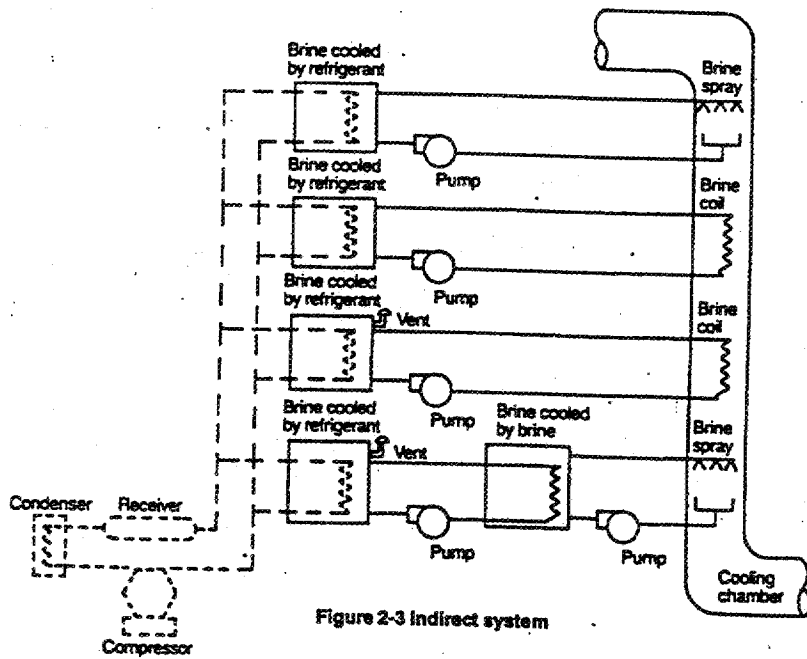 Brine cooled
by refrigerant
Brine
spray
Pump
Brine cooled
by refrigerant
Brine
coil
Pump
Brine cooled
by refrigerant
Vent
Brine
coil
Pump
Brine cooled
by refrigerant
Vent
Brine cooled
by brine
Brine
spray
Condenser
Receiver
Pump
Pump
Cooling
chamber
Compressor
Figure 2-3 Indirect system